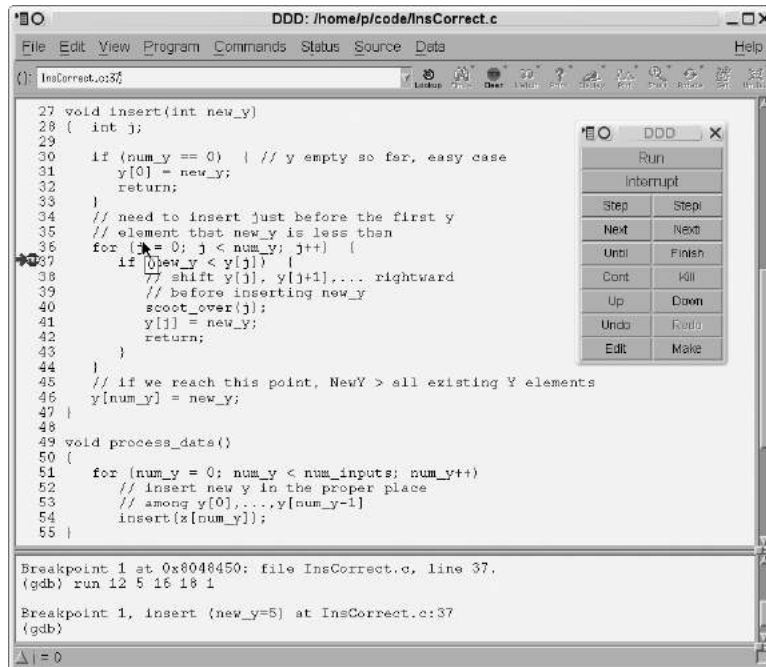 DDD: /home/p/code/InsCorrect.c
File Edit View Program Commands Status Source Data Help
(): InsCorrect.c:37
Lookup Clear
27 void insert(int new_y)
28 { int j;
29
30 if (num_y == 0) { // y empty so far, easy case
31 y[0] = new_y;
32 return;
33 }
34 // need to insert just before the first y
35 // element that new_y is less than
36 for (j = 0; j < num_y; j++) {
37 if (new_y < y[j]) {
0
38 // shift y[j], y[j+1],... rightward
39 // before inserting new_y
40 scoot_over(j);
41 y[j] = new_y;
42 return;
43 }
44 }
45 // if we reach this point, NewY > all existing Y elements
46 y[num_y] = new_y;
47 }
48
49 void process_data()
50 {
51 for (num_y = 0; num_y < num_inputs; num_y++)
52 // insert new y in the proper place
53 // among y[0],...,y[num_y-1]
54 insert(x[num_y]);
55 }
DDD
Run
Interrupt
Step Stepi
Next Nexti
Until Finish
Cont Kill
Up Down
Undo Redo
Edit Make
Breakpoint 1 at 0x8048450: file InsCorrect.c, line 37.
(gdb) run 12 5 16 18 1
Breakpoint 1, insert (new_y=5) at InsCorrect.c:37
(gdb)
j = 0